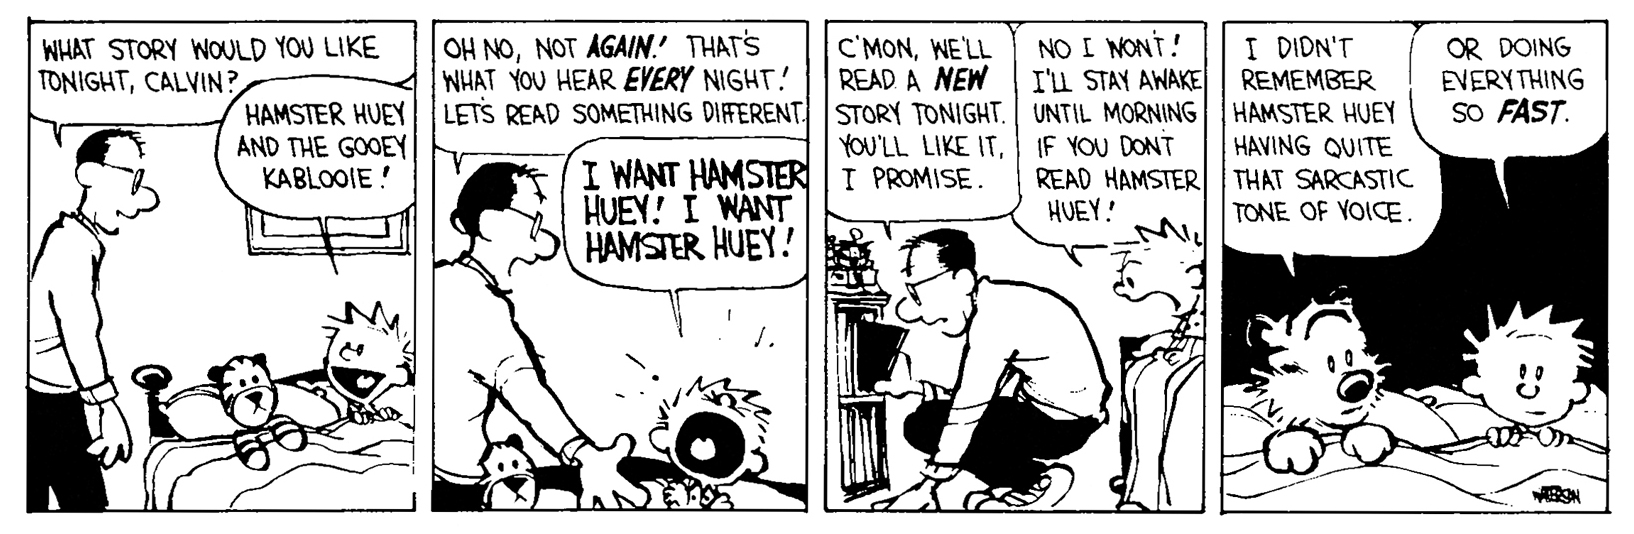 WHAT STORY WOULD YOU LIKE
TONIGHT, CALVIN?
HAMSTER HUEY
AND THE GOOEY
KABLOOIE!
OH NO, NOT AGAIN! THAT'S
WHAT YOU HEAR EVERY NIGHT!
LET'S READ SOMETHING DIFFERENT.
I WANT HAMSTER
HUEY! I WANT
HAMSTER HUEY!
C'MON, WE'LL
READ A NEW
STORY TONIGHT.
YOU'LL LIKE IT,
I PROMISE.
NO I WON'T!
I'LL STAY AWAKE
UNTIL MORNING
IF YOU DON'T
READ HAMSTER
HUEY!
I DIDN'T
REMEMBER
HAMSTER HUEY
HAVING QUITE
THAT SARCASTIC
TONE OF VOICE.
OR DOING
EVERYTHING
SO FAST.
WATTERSON